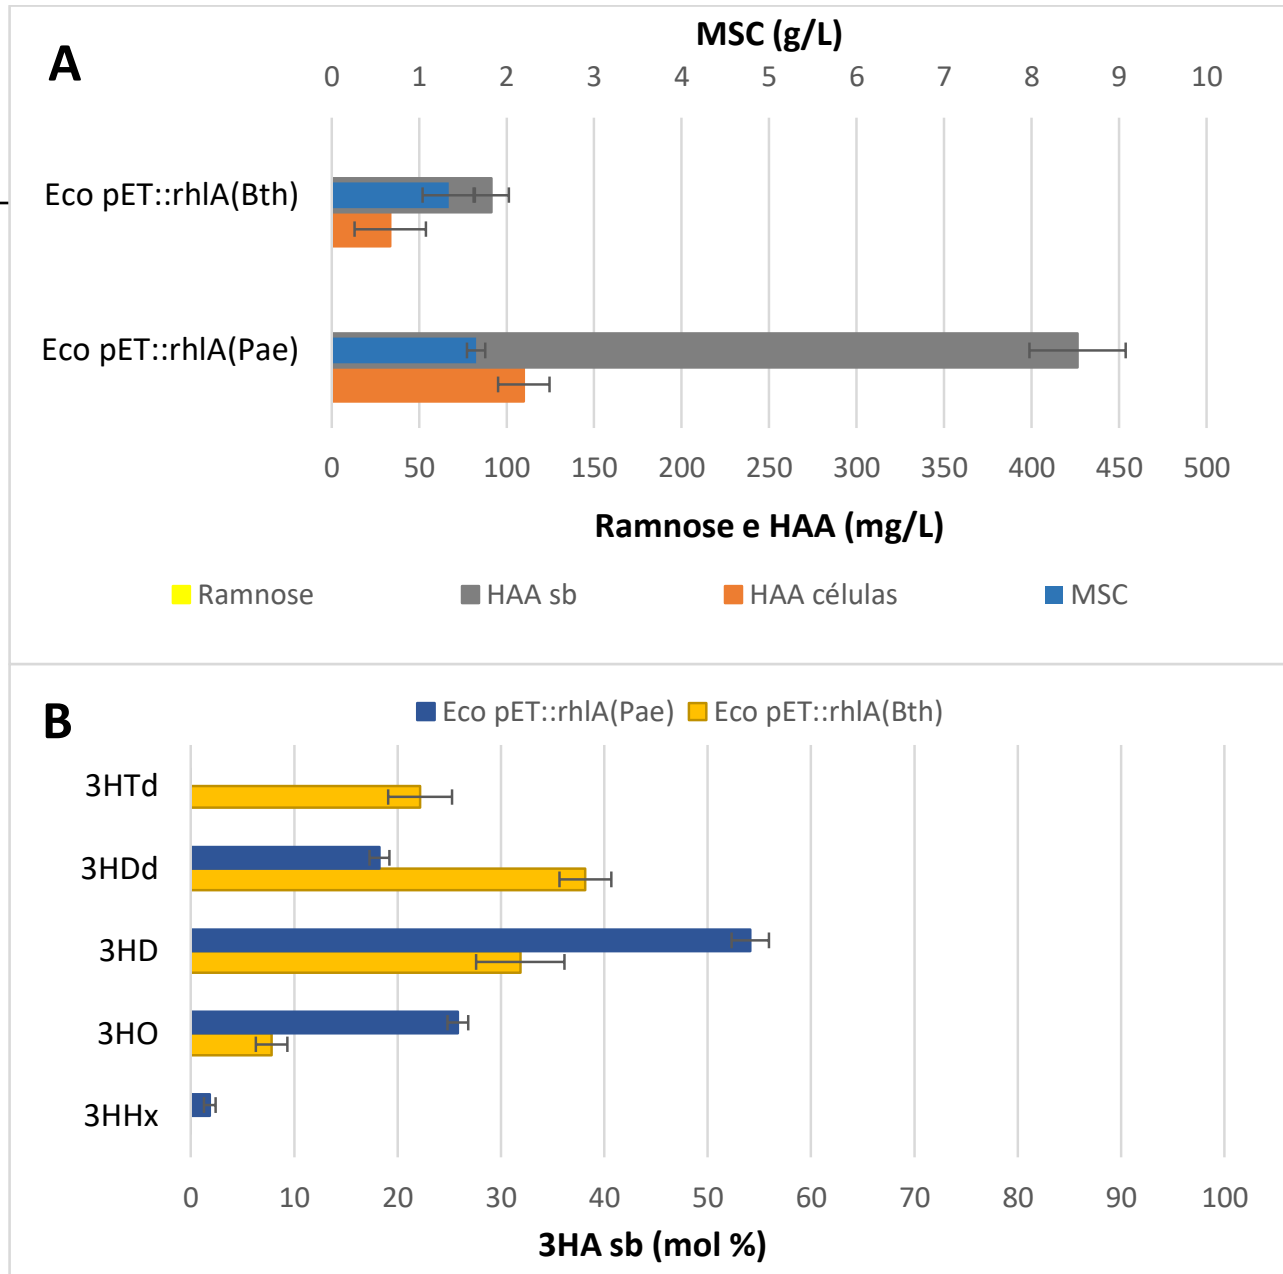 A
MSC (g/L)
0 1 2 3 4 5 6 7 8 9 10
Eco pET::rhlA(Bth)
Eco pET::rhlA(Pae)
0 50 100 150 200 250 300 350 400 450 500
Ramnose e HAA (mg/L)
Ramnose HAA sb HAA células MSC
B
Eco pET::rhlA(Pae) Eco pET::rhlA(Bth)
3HTd
3HDd
3HD
3HO
3HHx
0 10 20 30 40 50 60 70 80 90 100
3HA sb (mol %)